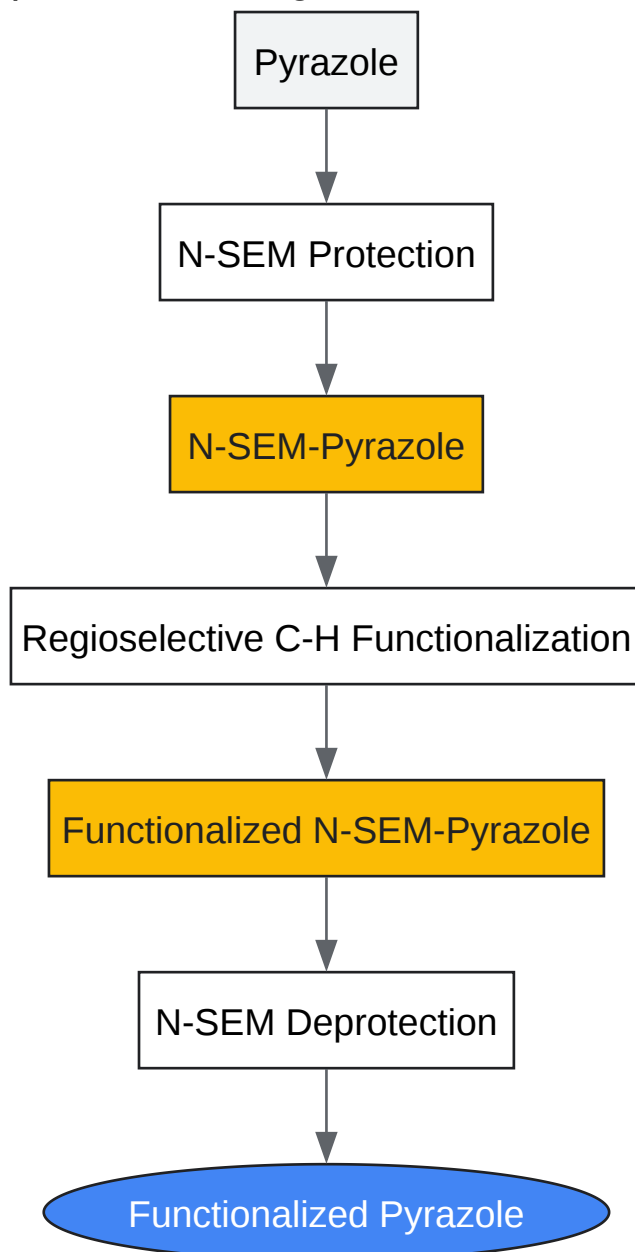 Pyrazole
N-SEM Protection
N-SEM-Pyrazole
Regioselective C-H Functionalization
Functionalized N-SEM-Pyrazole
N-SEM Deprotection
Functionalized Pyrazole